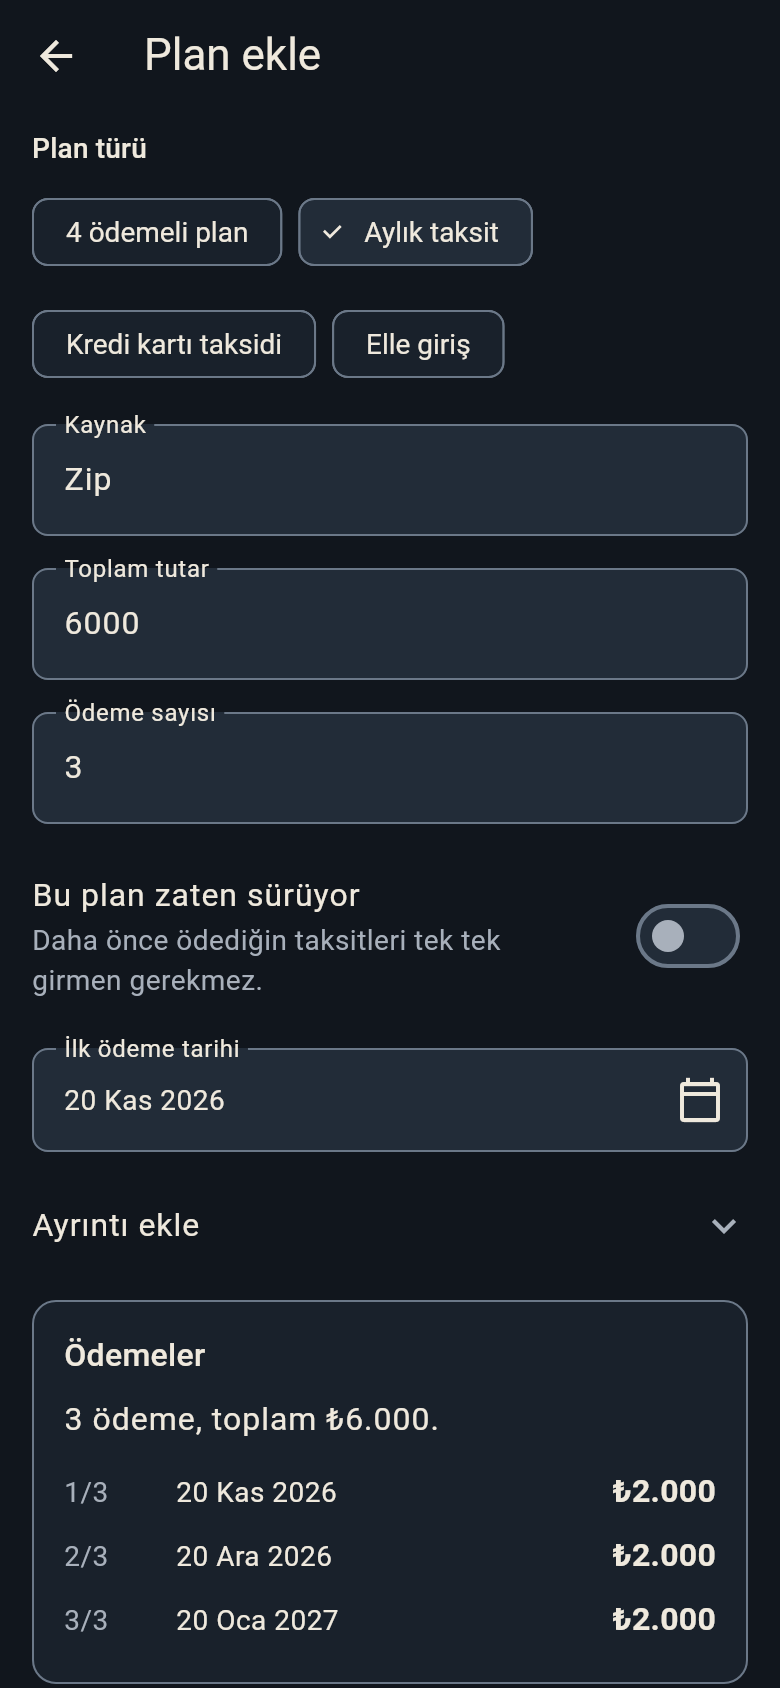 Plan ekle
Plan türü
4 ödemeli plan
Aylık taksit
Kredi kartı taksidi
Elle giriş
Kaynak
Zip
Toplam tutar
6000
Ödeme sayısı
3
Bu plan zaten sürüyor
Daha önce ödediğin taksitleri tek tek
girmen gerekmez.
İlk ödeme tarihi
20 Kas 2026
Ayrıntı ekle
Ödemeler
3 ödeme, toplam ₺6.000.
1/3 20 Kas 2026 ₺2.000
2/3 20 Ara 2026 ₺2.000
3/3 20 Oca 2027 ₺2.000